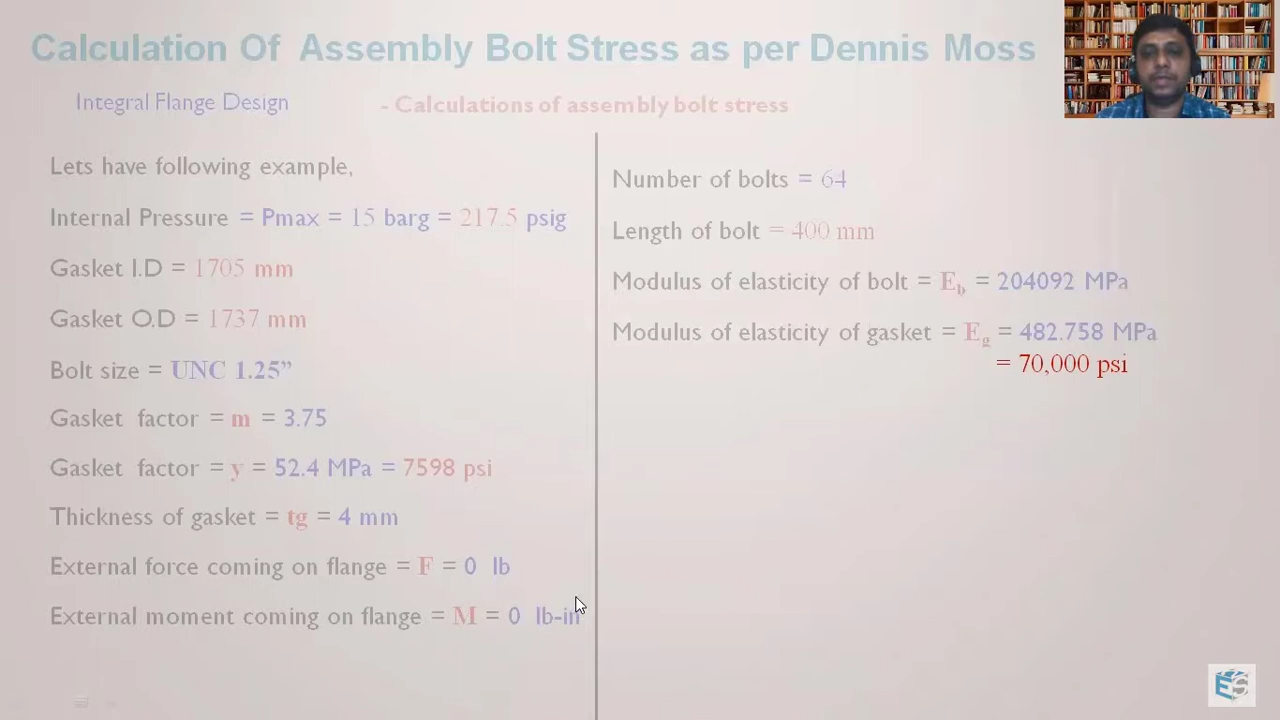 Calculation Of Assembly Bolt Stress as per Dennis Moss
Integral Flange Design - Calculations of assembly bolt stress
Lets have following example,
Internal Pressure = Pmax = 15 barg = 217.5 psig
Gasket I.D = 1705 mm
Gasket O.D = 1737 mm
Bolt size = UNC 1.25”
Gasket factor = m = 3.75
Gasket factor = y = 52.4 MPa = 7598 psi
Thickness of gasket = tg = 4 mm
External force coming on flange = F = 0 lb
External moment coming on flange = M = 0 lb-in
Number of bolts = 64
Length of bolt = 400 mm
Modulus of elasticity of bolt = Eb = 204092 MPa
Modulus of elasticity of gasket = Eg = 482.758 MPa
= 70,000 psi
ES